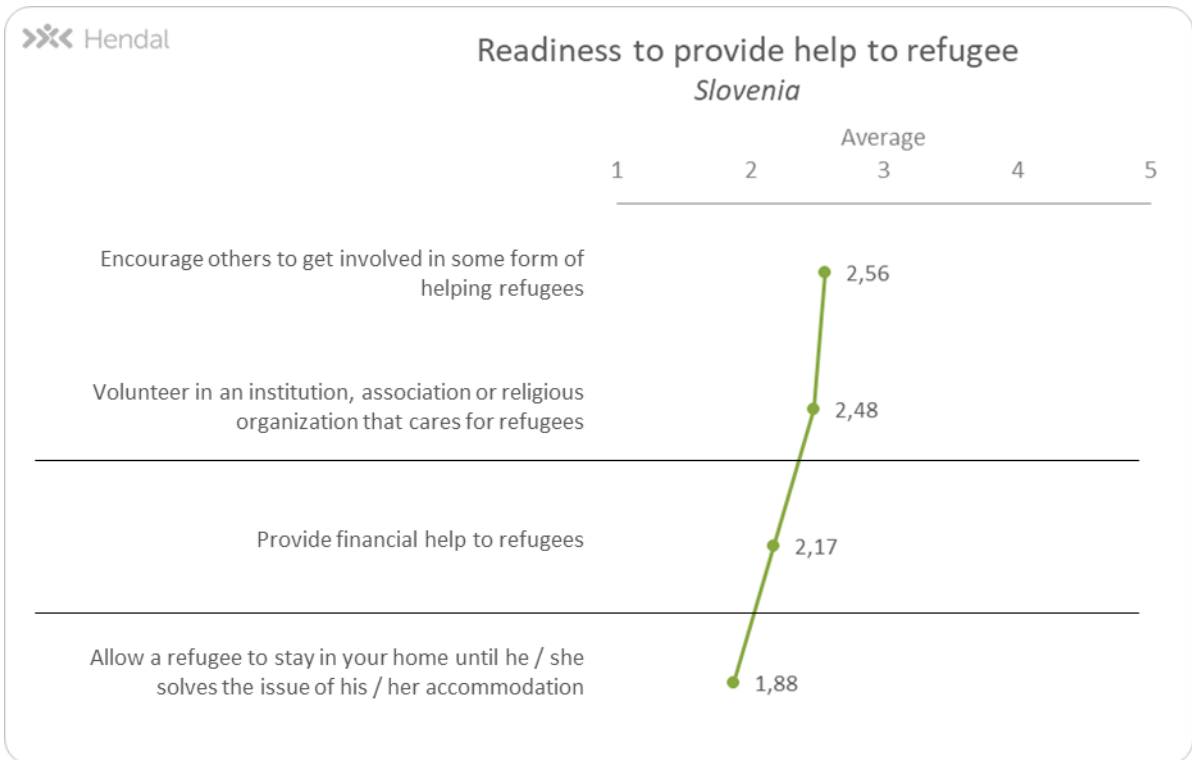 Hendal
Readiness to provide help to refugee
Slovenia
Average
1 2 3 4 5
Encourage others to get involved in some form of
helping refugees
2,56
Volunteer in an institution, association or religious
organization that cares for refugees
2,48
Provide financial help to refugees
2,17
Allow a refugee to stay in your home until he / she
solves the issue of his / her accommodation
1,88